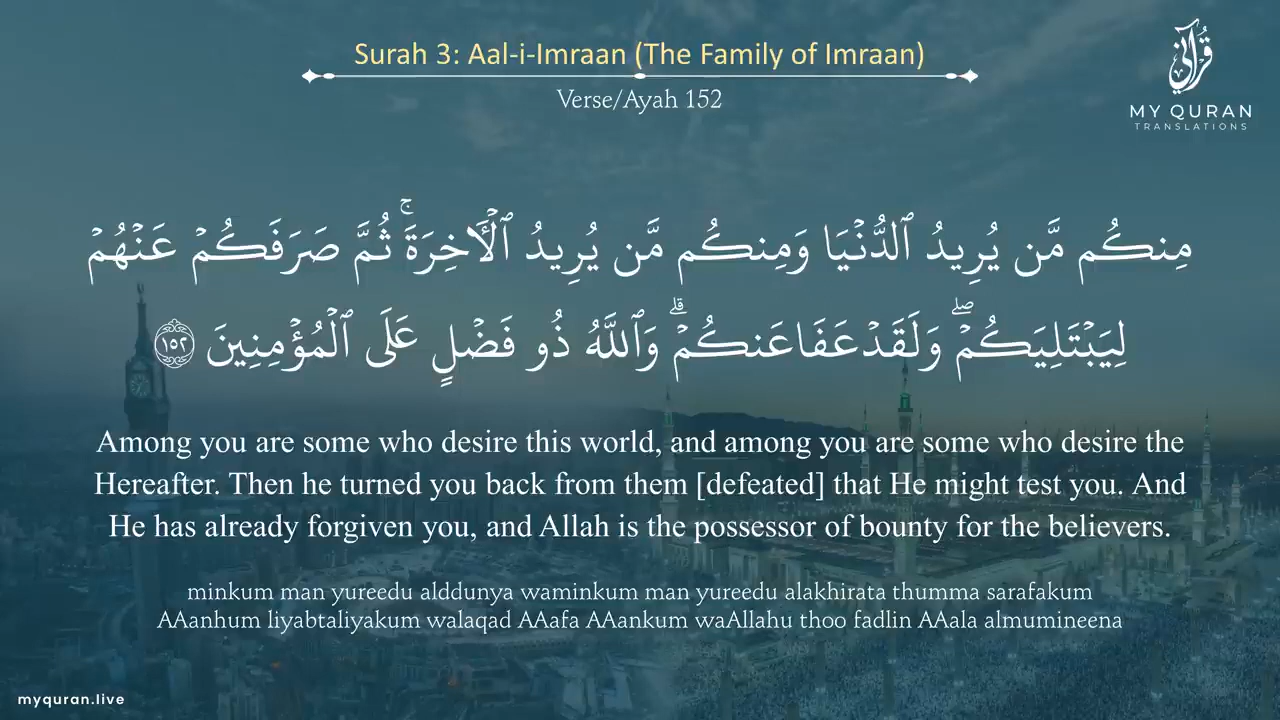 Surah 3: Aal-i-Imraan (The Family of Imraan)
Verse/Ayah 152
قُرْآنِي
MY QURAN
TRANSLATIONS
مِنكُم مَّن يُرِيدُ ٱلدُّنْيَا وَمِنكُم مَّن يُرِيدُ ٱلْأَخِرَةَ ۚ ثُمَّ صَرَفَكُمْ عَنْهُمْ
لِيَبْتَلِيَكُمْ ۖ وَلَقَدْ عَفَا عَنكُمْ ۗ وَٱللَّهُ ذُو فَضْلٍ عَلَى ٱلْمُؤْمِنِينَ ١٥٢
Among you are some who desire this world, and among you are some who desire the
Hereafter. Then he turned you back from them [defeated] that He might test you. And
He has already forgiven you, and Allah is the possessor of bounty for the believers.
minkum man yureedu alddunya waminkum man yureedu alakhirata thumma sarafakum
AAanhum liyabtaliyakum walaqad AAafa AAankum waAllahu thoo fadlin AAala almumineena
myquran.live